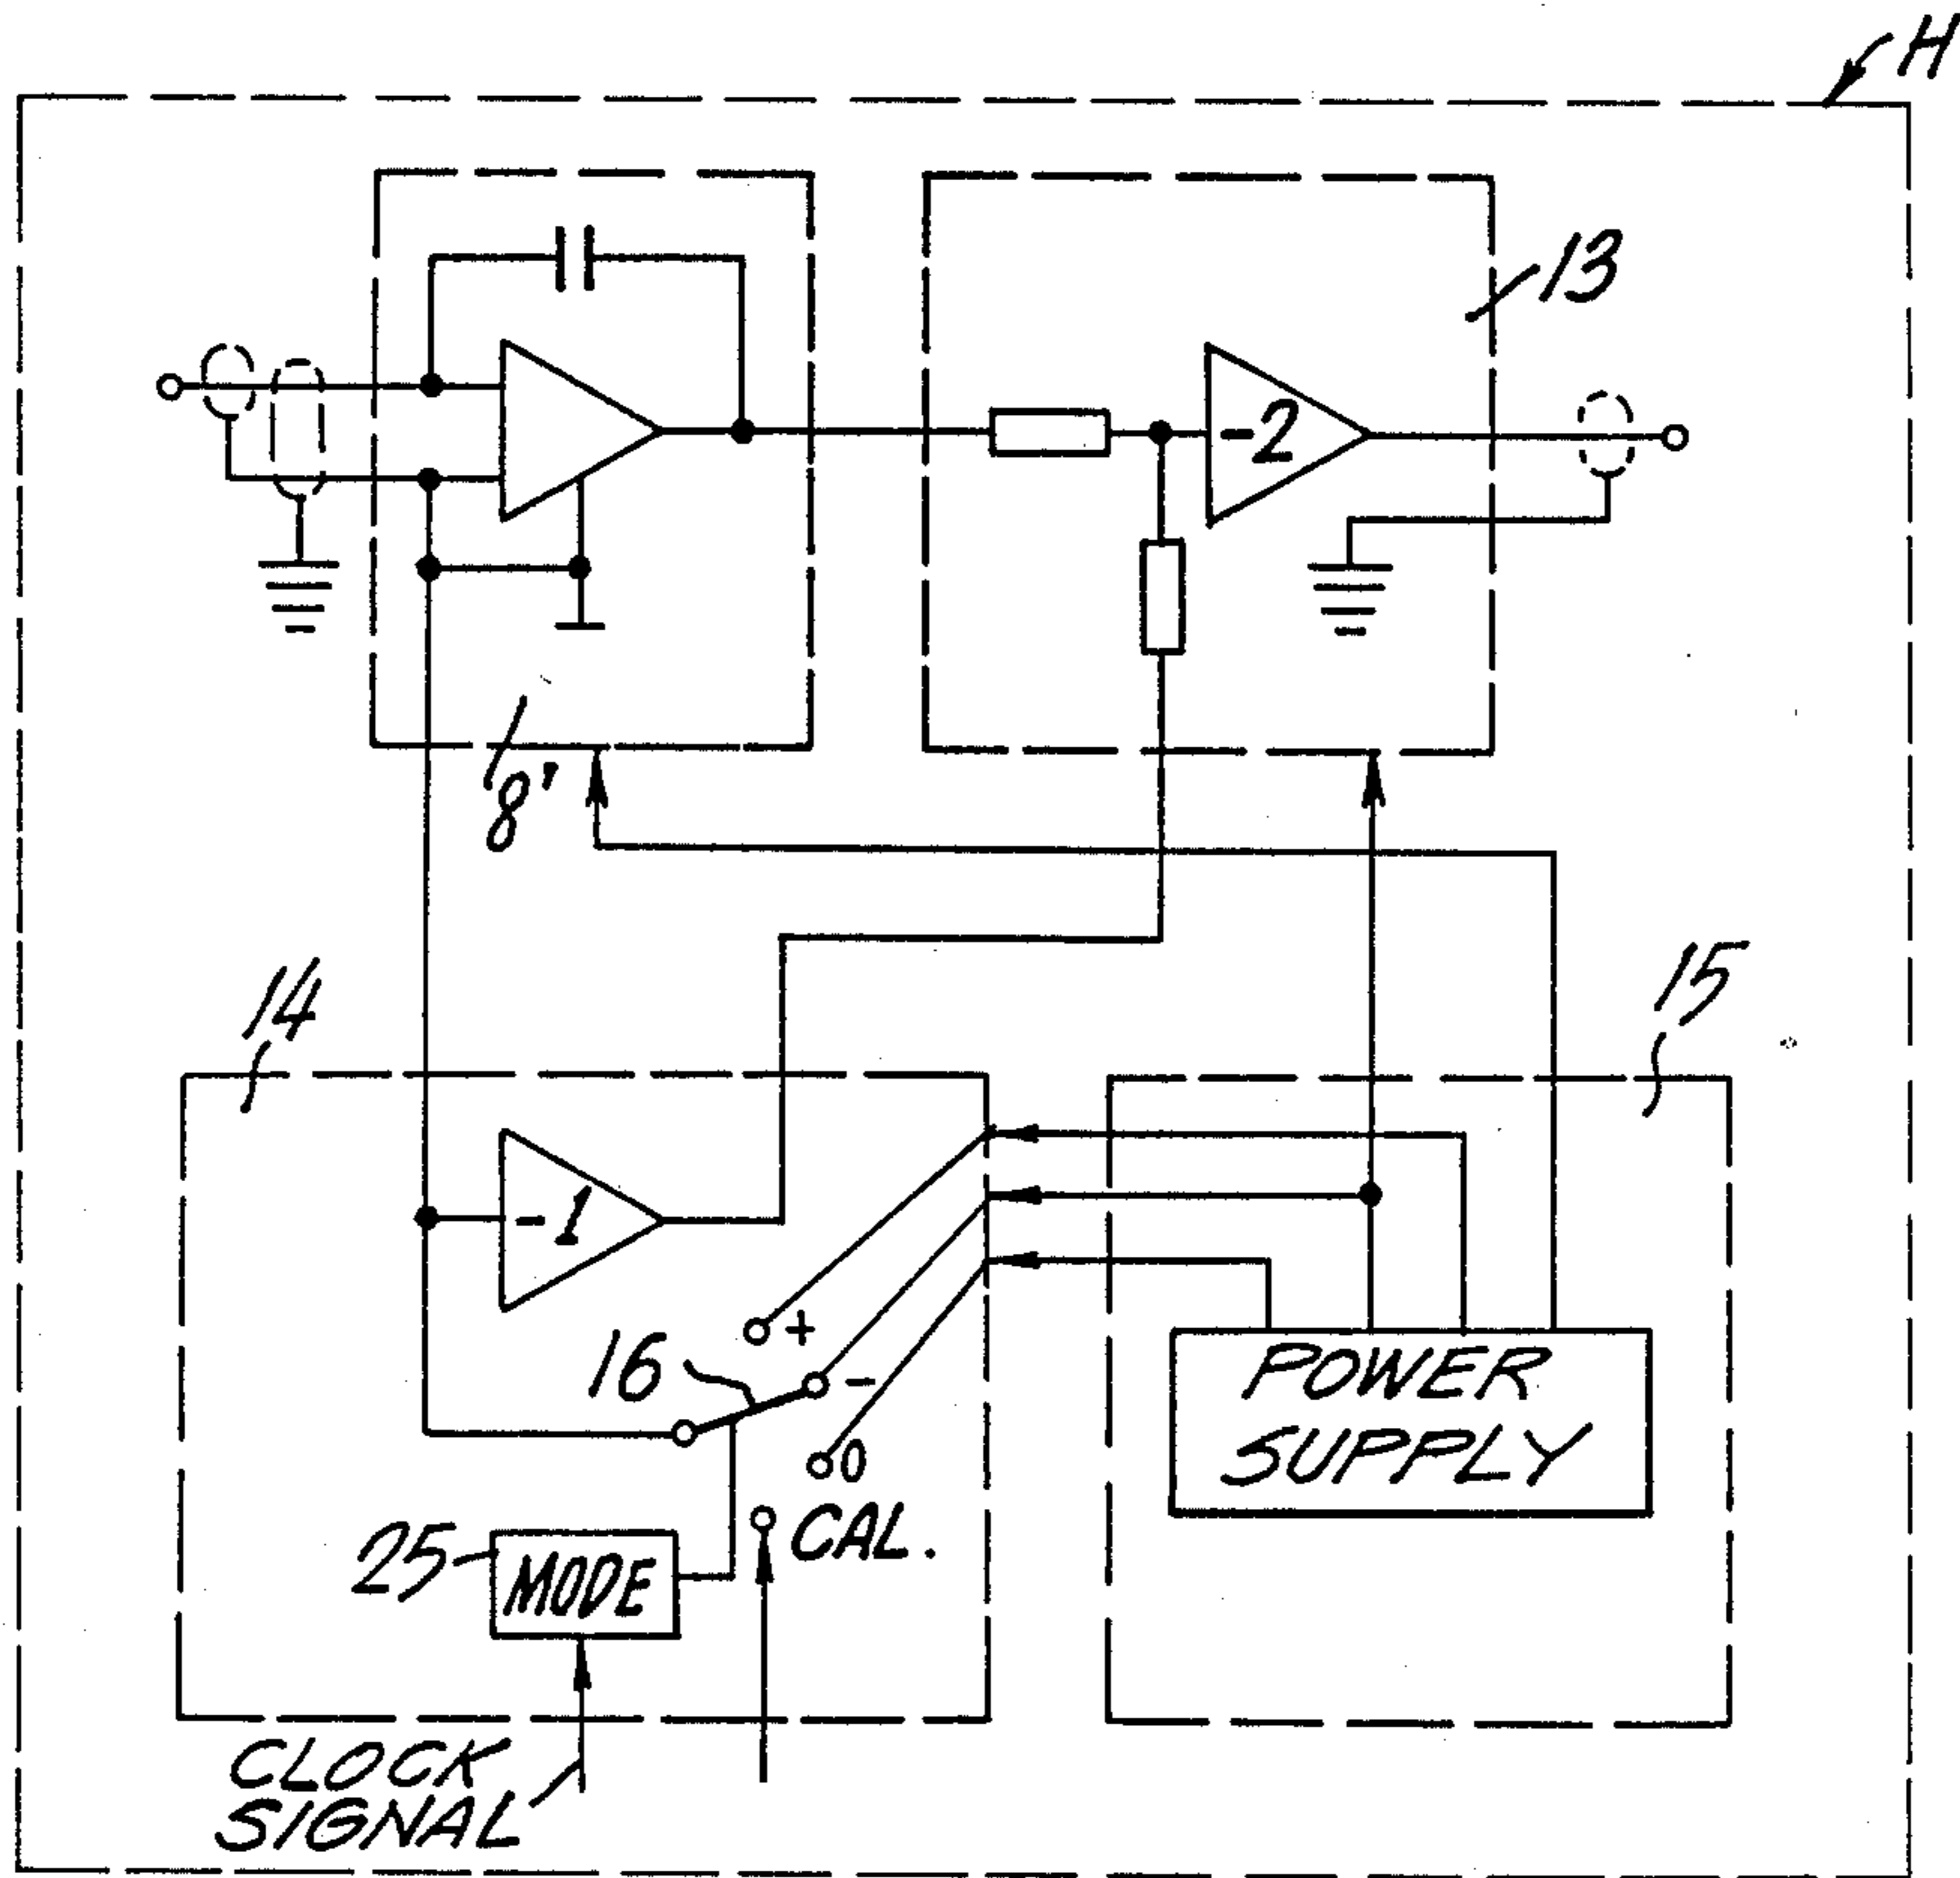 H
13
-2
8'
14
15
-1
+
16
-
0
POWER
SUPPLY
CAL.
25
MODE
CLOCK
SIGNAL